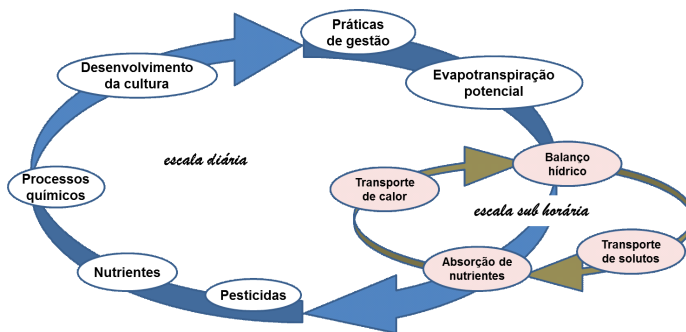 Práticas
de gestão
Desenvolvimento
da cultura
Evapotranspiração
potencial
escala diária
Balanço
hídrico
Transporte
de calor
Processos
químicos
escala sub horária
Transporte
de solutos
Absorção de
nutrientes
Nutrientes
Pesticidas